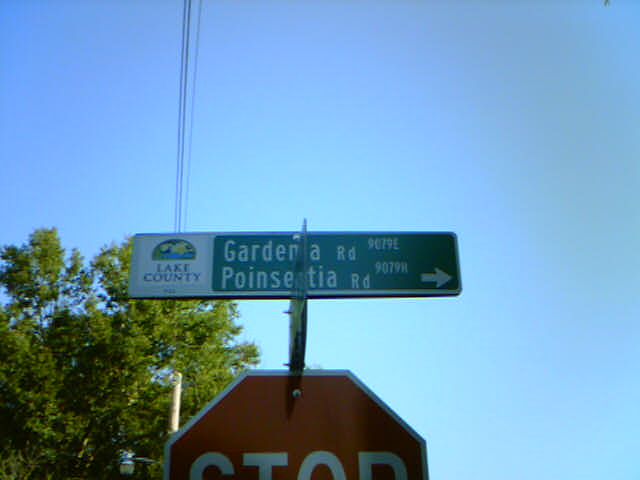 LAKE
COUNTY
Gardenia Rd 9079E
Poinsettia Rd 9079H
STOP